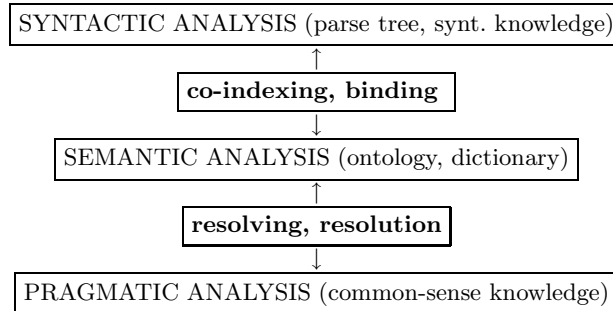 SYNTACTIC ANALYSIS (parse tree, synt. knowledge)
co-indexing, binding
SEMANTIC ANALYSIS (ontology, dictionary)
resolving, resolution
PRAGMATIC ANALYSIS (common-sense knowledge)